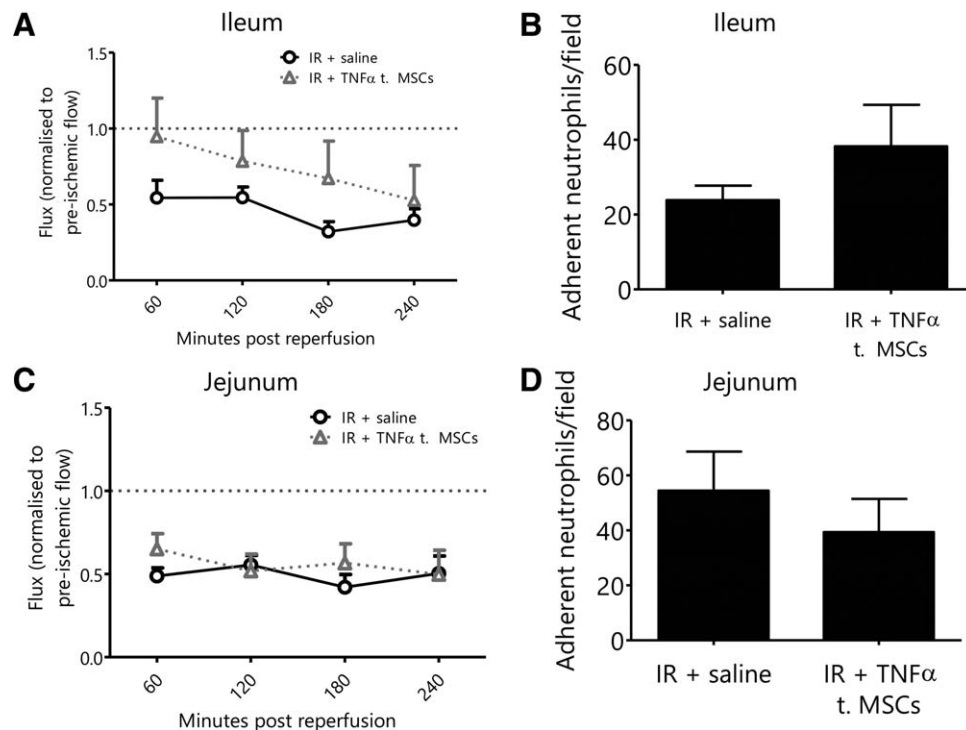 A
Ileum
IR + saline
IR + TNFα t. MSCs
Flux (normalised to
pre-ischemic flow)
1.5
1.0
0.5
0.0
60
120
180
240
Minutes post reperfusion
B
Ileum
Adherent neutrophils/field
60
40
20
0
IR + saline
IR + TNFα
t. MSCs
C
Jejunum
IR + saline
IR + TNFα t. MSCs
Flux (normalised to
pre-ischemic flow)
1.5
1.0
0.5
0.0
60
120
180
240
Minutes post reperfusion
D
Jejunum
Adherent neutrophils/field
80
60
40
20
0
IR + saline
IR + TNFα
t. MSCs